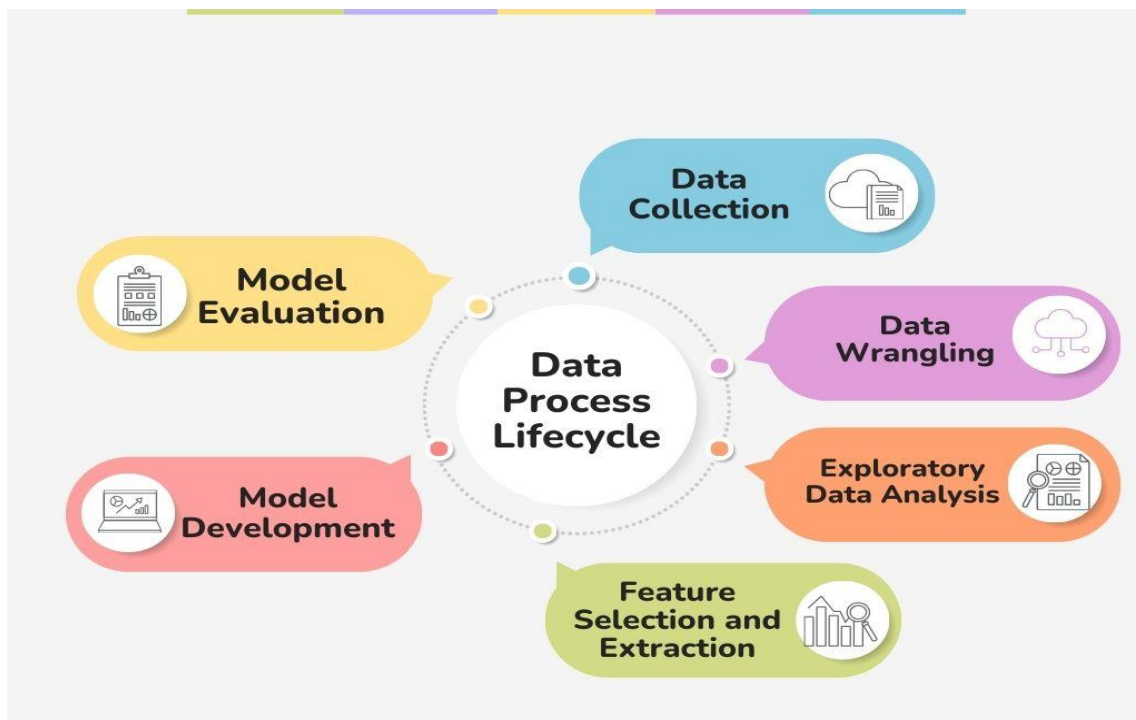 Data
Collection
Model
Evaluation
Data
Wrangling
Data
Process
Lifecycle
Exploratory
Data Analysis
Model
Development
Feature
Selection and
Extraction